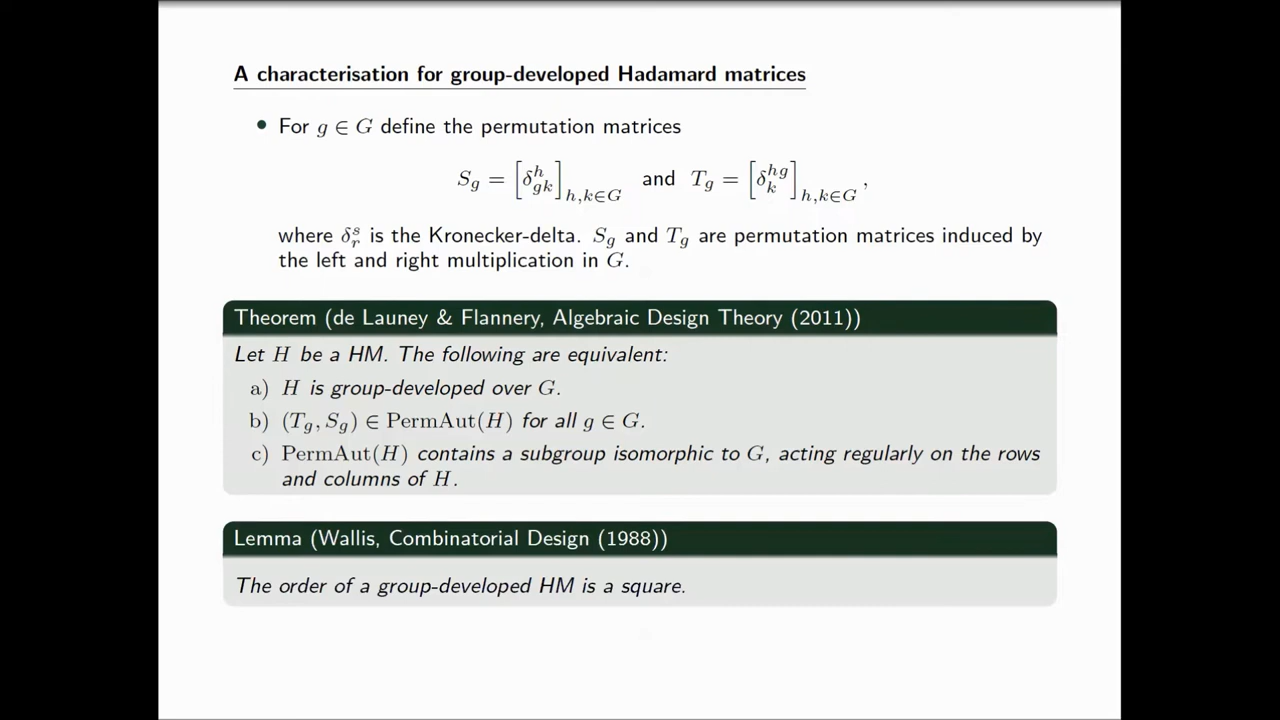 A characterisation for group-developed Hadamard matrices
• For g ∈ G define the permutation matrices
S_g = [δ^h_{gk}]_{h,k∈G} and T_g = [δ^{hg}_k]_{h,k∈G} ,
where δ^s_r is the Kronecker-delta. S_g and T_g are permutation matrices induced by
the left and right multiplication in G.
Theorem (de Launey & Flannery, Algebraic Design Theory (2011))
Let H be a HM. The following are equivalent:
a) H is group-developed over G.
b) (T_g, S_g) ∈ PermAut(H) for all g ∈ G.
c) PermAut(H) contains a subgroup isomorphic to G, acting regularly on the rows
and columns of H.
Lemma (Wallis, Combinatorial Design (1988))
The order of a group-developed HM is a square.